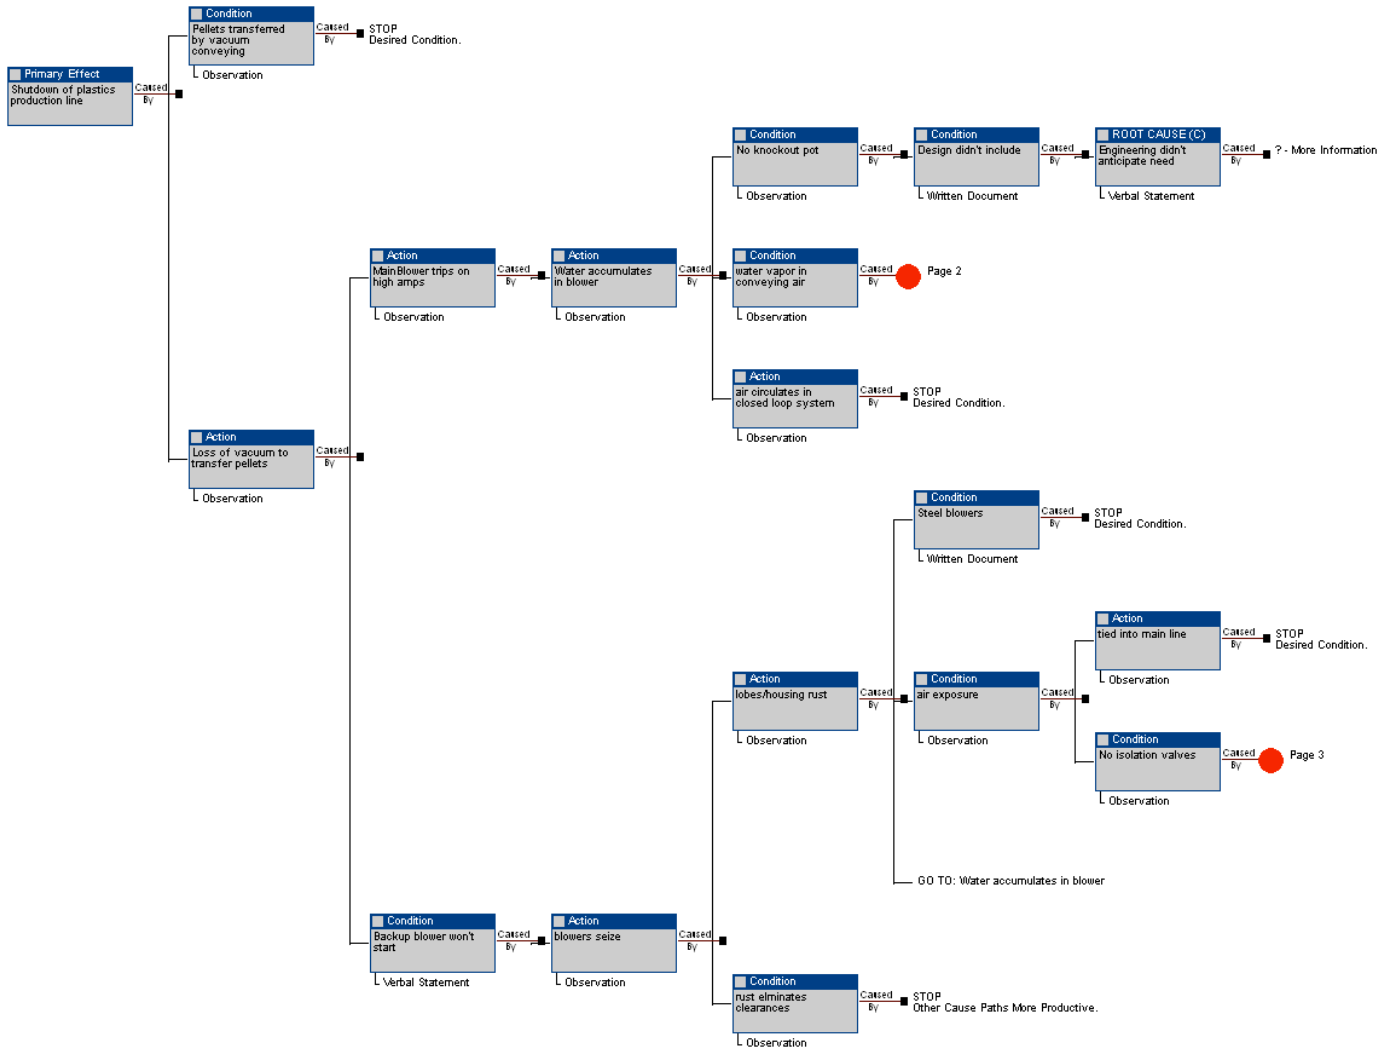 Condition
Pellets transferred
by vacuum
conveying
Observation
Caused
By
STOP
Desired Condition.
Primary Effect
Shutdown of plastics
production line
Caused
By
Condition
No knockout pot
Observation
Caused
By
Condition
Design didn't include
Written Document
Caused
By
ROOT CAUSE (C)
Engineering didn't
anticipate need
Verbal Statement
Caused
By
? - More Information
Action
Main Blower trips on
high amps
Observation
Caused
By
Action
Water accumulates
in blower
Observation
Caused
By
Condition
water vapor in
conveying air
Observation
Caused
By
Page 2
Action
air circulates in
closed loop system
Observation
Caused
By
STOP
Desired Condition.
Action
Loss of vacuum to
transfer pellets
Observation
Caused
By
Condition
Steel blowers
Written Document
Caused
By
STOP
Desired Condition.
Action
tied into main line
Observation
Caused
By
STOP
Desired Condition.
Action
lobes/housing rust
Observation
Caused
By
Condition
air exposure
Observation
Caused
By
Condition
No isolation valves
Observation
Caused
By
Page 3
GO TO: Water accumulates in blower
Condition
Backup blower won't
start
Verbal Statement
Caused
By
Action
blowers seize
Observation
Caused
By
Condition
rust elminates
clearances
Observation
Caused
By
STOP
Other Cause Paths More Productive.